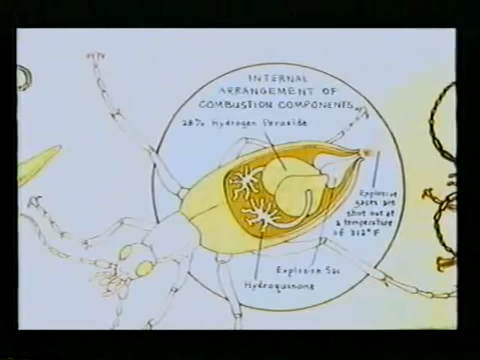 INTERNAL
ARRANGEMENT OF
COMBUSTION COMPONENTS
28% Hydrogen Peroxide
Explosive
gases are
shot out at
a temperature
of 212° F
Explosion Sac
Hydroquinone